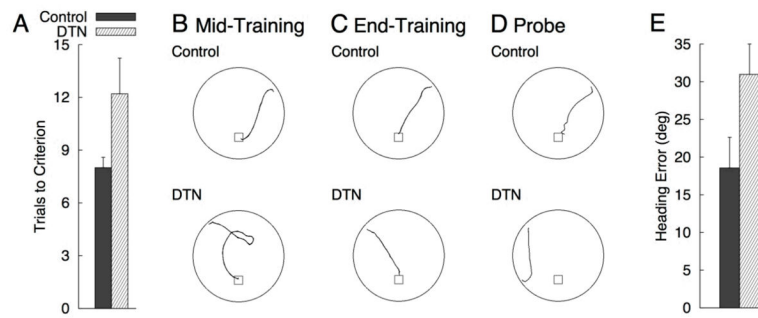 A
Control
DTN
15
12
9
6
3
0
Trials to Criterion
B Mid-Training
Control
DTN
C End-Training
Control
DTN
D Probe
Control
DTN
E
35
30
25
20
15
10
5
0
Heading Error (deg)